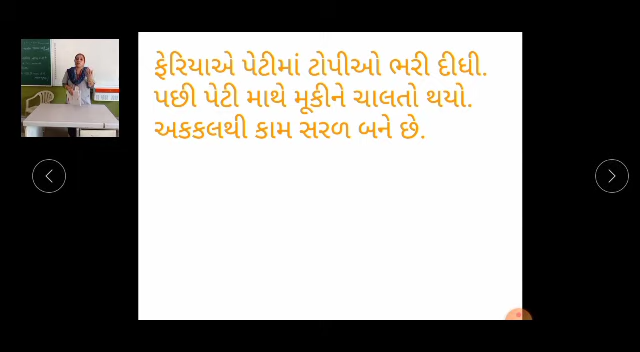 ફેરિયાએ પેટીમાં ટોપીઓ ભરી દીધી.
પછી પેટી માથે મૂકીને ચાલતો થયો.
અકકલથી કામ સરળ બને છે.